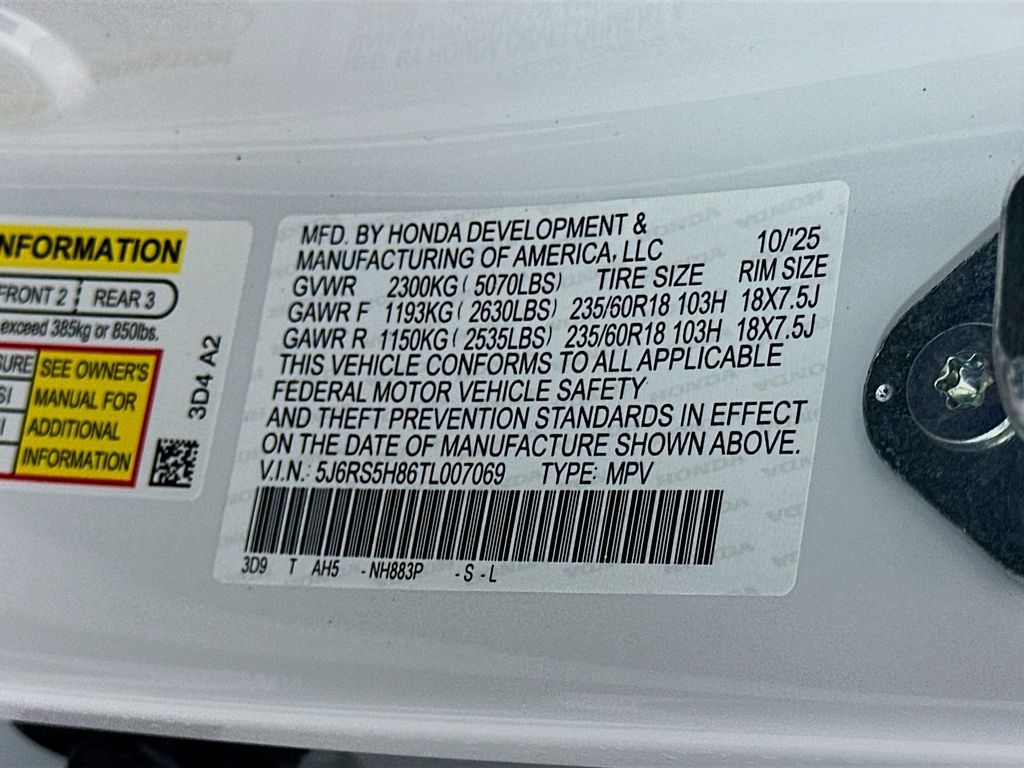 NFORMATION
FRONT 2 REAR 3
exceed 385kg or 850lbs.
SURE SEE OWNER'S
SI MANUAL FOR
I ADDITIONAL
INFORMATION
3D4 A2
MFD. BY HONDA DEVELOPMENT &
MANUFACTURING OF AMERICA, LLC 10/'25
GVWR 2300KG ( 5070LBS) TIRE SIZE RIM SIZE
GAWR F 1193KG ( 2630LBS) 235/60R18 103H 18X7.5J
GAWR R 1150KG ( 2535LBS) 235/60R18 103H 18X7.5J
THIS VEHICLE CONFORMS TO ALL APPLICABLE
FEDERAL MOTOR VEHICLE SAFETY
AND THEFT PREVENTION STANDARDS IN EFFECT
ON THE DATE OF MANUFACTURE SHOWN ABOVE.
V.I.N.: 5J6RS5H86TL007069 TYPE: MPV
3D9 T AH5 -NH883P -S-L